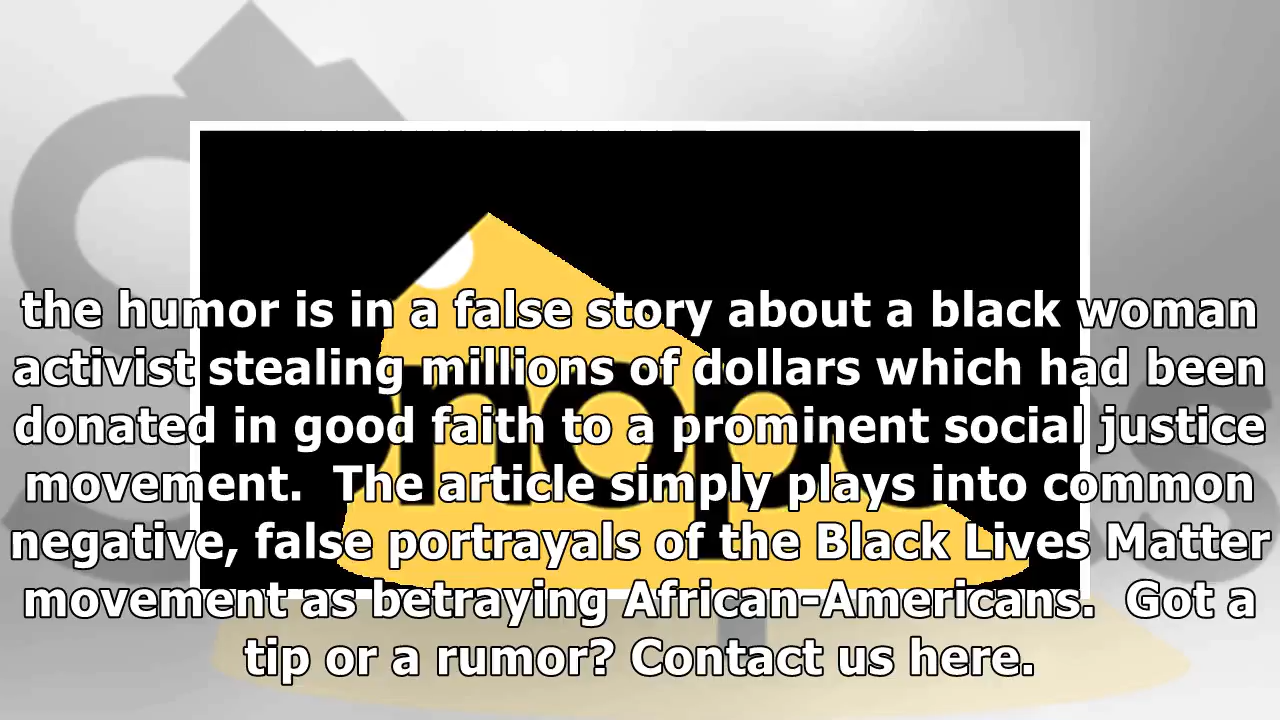 the humor is in a false story about a black woman
activist stealing millions of dollars which had been
donated in good faith to a prominent social justice
movement.  The article simply plays into common
negative, false portrayals of the Black Lives Matter
movement as betraying African-Americans.  Got a
tip or a rumor? Contact us here.